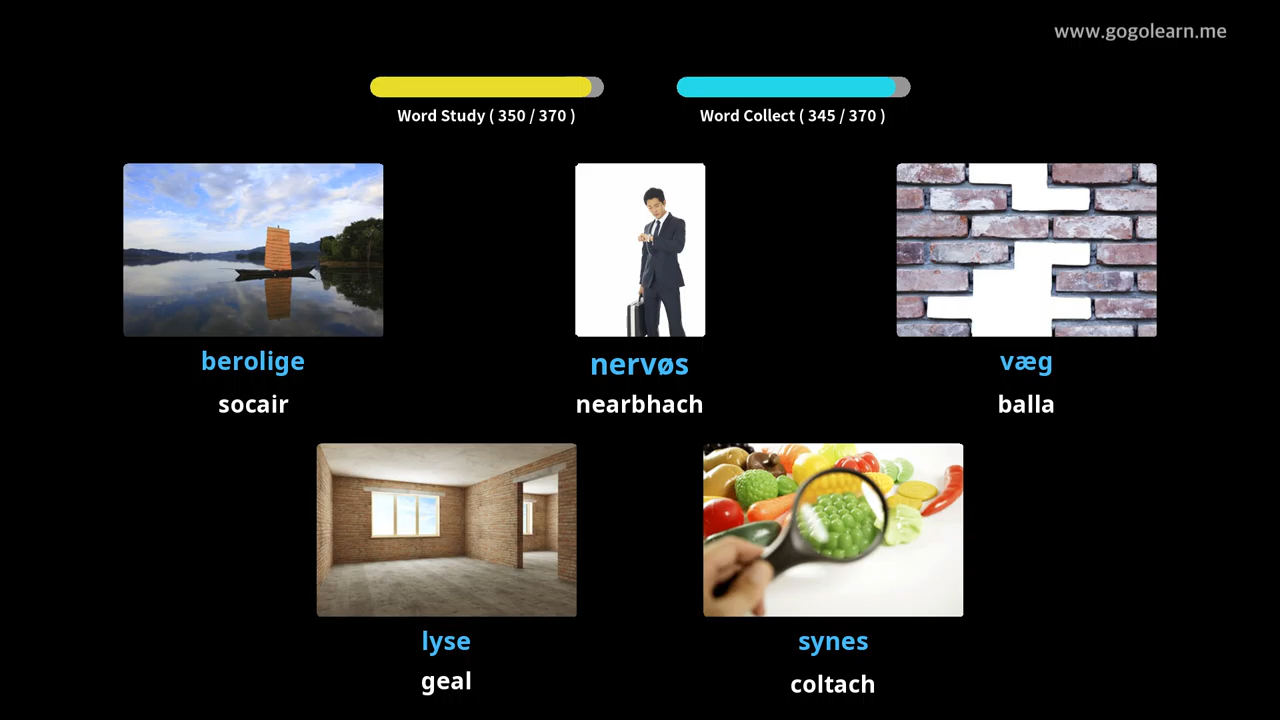 www.gogolearn.me
Word Study ( 350 / 370 )
Word Collect ( 345 / 370 )
berolige
socair
nervøs
nearbhach
væg
balla
lyse
geal
synes
coltach